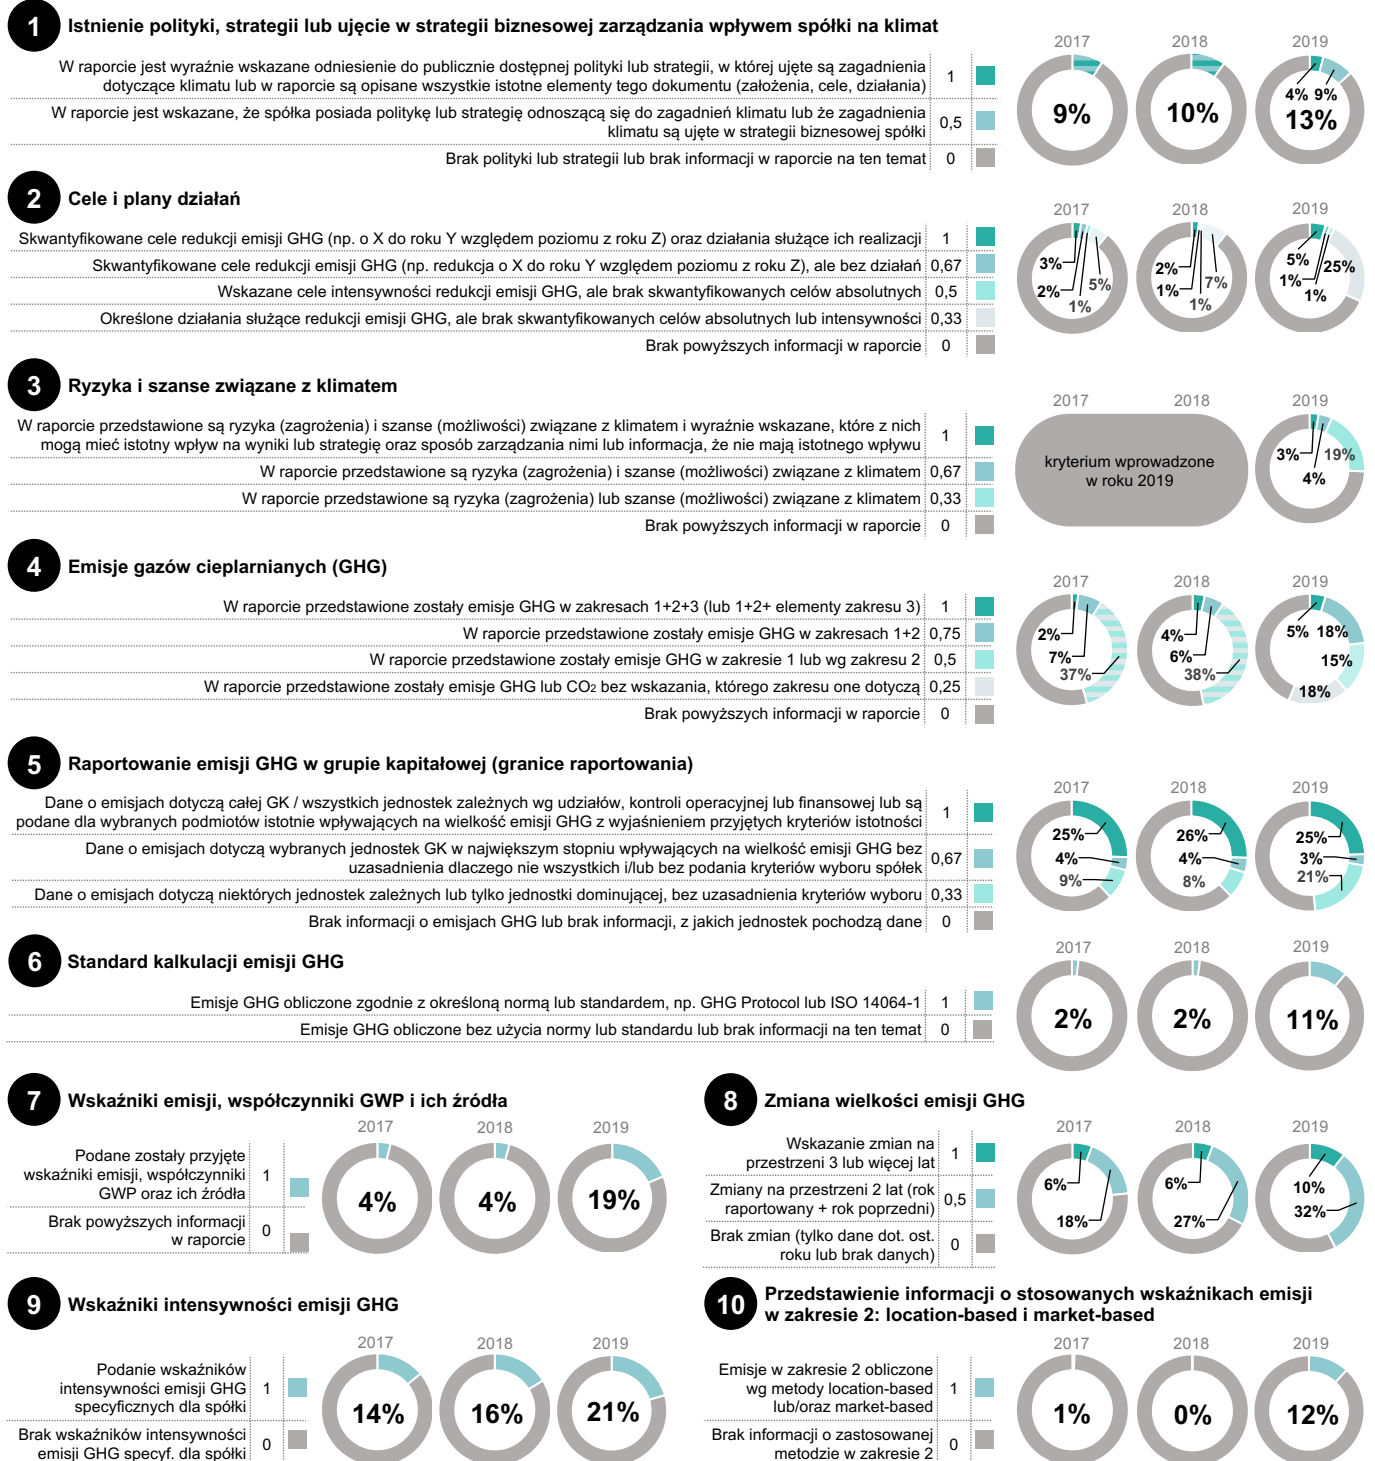 1 Istnienie polityki, strategii lub ujęcie w strategii biznesowej zarządzania wpływem spółki na klimat
2017 2018 2019
W raporcie jest wyraźnie wskazane odniesienie do publicznie dostępnej polityki lub strategii, w której ujęte są zagadnienia
dotyczące klimatu lub w raporcie są opisane wszystkie istotne elementy tego dokumentu (założenia, cele, działania) 1
W raporcie jest wskazane, że spółka posiada politykę lub strategię odnoszącą się do zagadnień klimatu lub że zagadnienia
klimatu są ujęte w strategii biznesowej spółki 0,5
Brak polityki lub strategii lub brak informacji w raporcie na ten temat 0
9% 10% 4% 9%
13%
2 Cele i plany działań
2017 2018 2019
Skwantyfikowane cele redukcji emisji GHG (np. o X do roku Y względem poziomu z roku Z) oraz działania służące ich realizacji 1
Skwantyfikowane cele redukcji emisji GHG (np. redukcja o X do roku Y względem poziomu z roku Z), ale bez działań 0,67
Wskazane cele intensywności redukcji emisji GHG, ale brak skwantyfikowanych celów absolutnych 0,5
Określone działania służące redukcji emisji GHG, ale brak skwantyfikowanych celów absolutnych lub intensywności 0,33
Brak powyższych informacji w raporcie 0
3% 2% 1% 5%
2% 1% 1% 7%
5% 1% 1% 25%
3 Ryzyka i szanse związane z klimatem
2017 2018 2019
W raporcie przedstawione są ryzyka (zagrożenia) i szanse (możliwości) związane z klimatem i wyraźnie wskazane, które z nich
mogą mieć istotny wpływ na wyniki lub strategię oraz sposób zarządzania nimi lub informacja, że nie mają istotnego wpływu 1
W raporcie przedstawione są ryzyka (zagrożenia) i szanse (możliwości) związane z klimatem 0,67
W raporcie przedstawione są ryzyka (zagrożenia) lub szanse (możliwości) związane z klimatem 0,33
Brak powyższych informacji w raporcie 0
kryterium wprowadzone
w roku 2019
3% 4% 19%
4 Emisje gazów cieplarnianych (GHG)
2017 2018 2019
W raporcie przedstawione zostały emisje GHG w zakresach 1+2+3 (lub 1+2+ elementy zakresu 3) 1
W raporcie przedstawione zostały emisje GHG w zakresach 1+2 0,75
W raporcie przedstawione zostały emisje GHG w zakresie 1 lub wg zakresu 2 0,5
W raporcie przedstawione zostały emisje GHG lub CO2 bez wskazania, którego zakresu one dotyczą 0,25
Brak powyższych informacji w raporcie 0
2% 7% 37%
4% 6% 38%
5% 18% 15% 18%
5 Raportowanie emisji GHG w grupie kapitałowej (granice raportowania)
2017 2018 2019
Dane o emisjach dotyczą całej GK / wszystkich jednostek zależnych wg udziałów, kontroli operacyjnej lub finansowej lub są
podane dla wybranych podmiotów istotnie wpływających na wielkość emisji GHG z wyjaśnieniem przyjętych kryteriów istotności 1
Dane o emisjach dotyczą wybranych jednostek GK w największym stopniu wpływających na wielkość emisji GHG bez
uzasadnienia dlaczego nie wszystkich i/lub bez podania kryteriów wyboru spółek 0,67
Dane o emisjach dotyczą niektórych jednostek zależnych lub tylko jednostki dominującej, bez uzasadnienia kryteriów wyboru 0,33
Brak informacji o emisjach GHG lub brak informacji, z jakich jednostek pochodzą dane 0
25% 4% 9%
26% 4% 8%
25% 3% 21%
6 Standard kalkulacji emisji GHG
2017 2018 2019
Emisje GHG obliczone zgodnie z określoną normą lub standardem, np. GHG Protocol lub ISO 14064-1 1
Emisje GHG obliczone bez użycia normy lub standardu lub brak informacji na ten temat 0
2% 2% 11%
7 Wskaźniki emisji, współczynniki GWP i ich źródła
2017 2018 2019
Podane zostały przyjęte
wskaźniki emisji, współczynniki
GWP oraz ich źródła 1
Brak powyższych informacji
w raporcie 0
4% 4% 19%
8 Zmiana wielkości emisji GHG
2017 2018 2019
Wskazanie zmian na
przestrzeni 3 lub więcej lat 1
Zmiany na przestrzeni 2 lat (rok
raportowany + rok poprzedni) 0,5
Brak zmian (tylko dane dot. ost.
roku lub brak danych) 0
6% 18%
6% 27%
10% 32%
9 Wskaźniki intensywności emisji GHG
2017 2018 2019
Podanie wskaźników
intensywności emisji GHG
specyficznych dla spółki 1
Brak wskaźników intensywności
emisji GHG specyf. dla spółki 0
14% 16% 21%
10 Przedstawienie informacji o stosowanych wskaźnikach emisji
w zakresie 2: location-based i market-based
2017 2018 2019
Emisje w zakresie 2 obliczone
wg metody location-based
lub/oraz market-based 1
Brak informacji o zastosowanej
metodzie w zakresie 2 0
1% 0% 12%